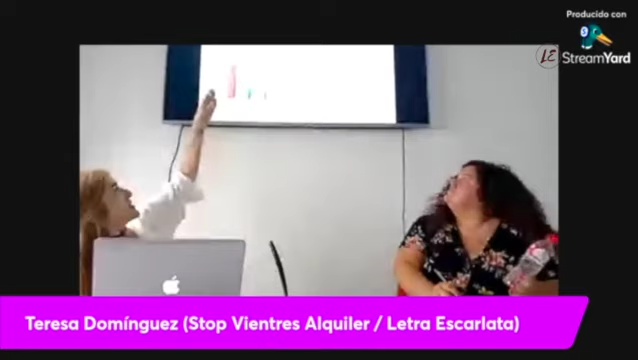 Producido con
StreamYard
LE
Teresa Domínguez (Stop Vientres Alquiler / Letra Escarlata)